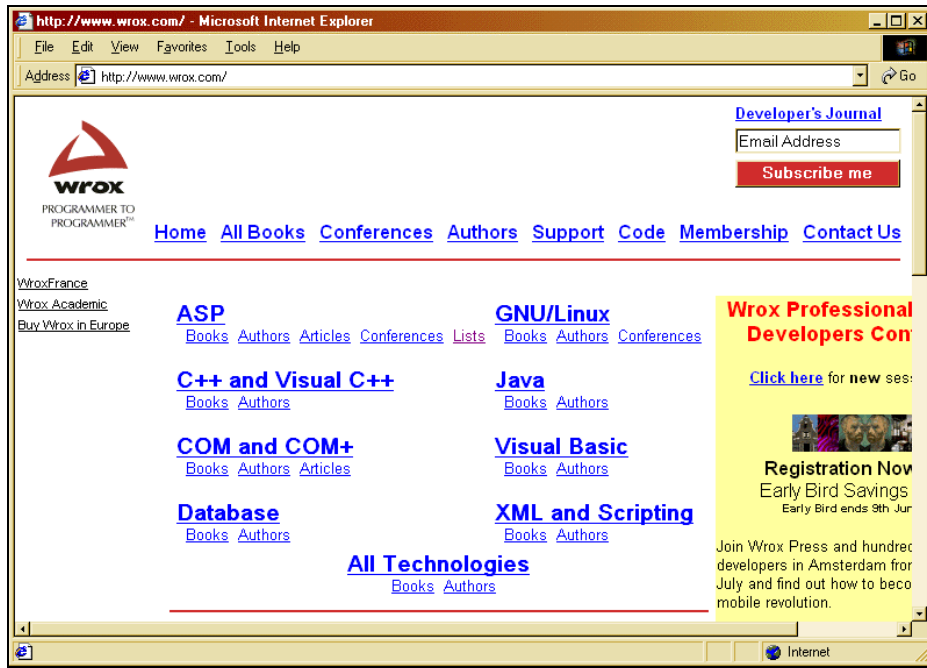 http://www.wrox.com/ - Microsoft Internet Explorer
File Edit View Favorites Tools Help
Address http://www.wrox.com/ Go
Developer's Journal
Email Address
Subscribe me
wrox
PROGRAMMER TO
PROGRAMMER™
Home All Books Conferences Authors Support Code Membership Contact Us
WroxFrance
Wrox Academic
Buy Wrox in Europe
ASP
Books Authors Articles Conferences Lists
GNU/Linux
Books Authors Conferences
C++ and Visual C++
Books Authors
Java
Books Authors
COM and COM+
Books Authors Articles
Visual Basic
Books Authors
Database
Books Authors
XML and Scripting
Books Authors
All Technologies
Books Authors
Wrox Professional
Developers Con
Click here for new ses
Registration Now
Early Bird Savings
Early Bird ends 9th Jun
Join Wrox Press and hundred
developers in Amsterdam from
July and find out how to beco
mobile revolution.
Internet